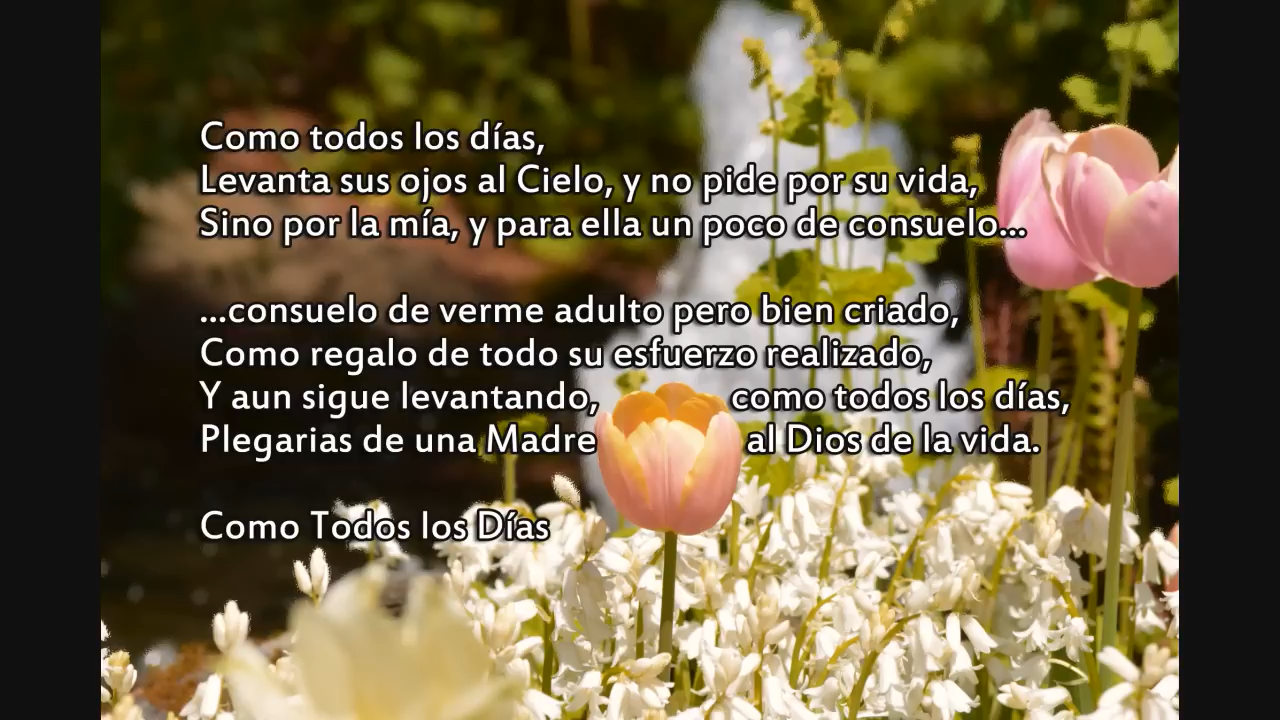 Como todos los días,
Levanta sus ojos al Cielo, y no pide por su vida,
Sino por la mía, y para ella un poco de consuelo...
...consuelo de verme adulto pero bien criado,
Como regalo de todo su esfuerzo realizado,
Y aun sigue levantando, como todos los días,
Plegarias de una Madre al Dios de la vida.
Como Todos los Días